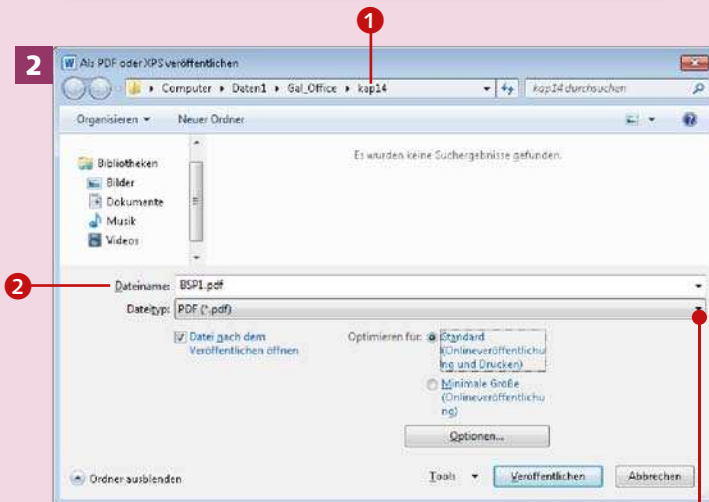 1
2
Als PDF oder XPS veröffentlichen
Computer Daten1 Gal_Office kap14
kap14 durchsuchen
Organisieren Neuer Ordner
Es wurden keine Suchergebnisse gefunden.
Bibliotheken
Bilder
Dokumente
Musik
Videos
2
Dateiname: BSP1.pdf
Dateityp: PDF (*.pdf)
Datei nach dem
Veröffentlichen öffnen
Optimieren für: Standard
(Onlineveröffentlichu
ng und Drucken)
Minimale Größe
(Onlineveröffentlichu
ng)
Optionen...
Ordner ausblenden
Tools Veröffentlichen Abbrechen